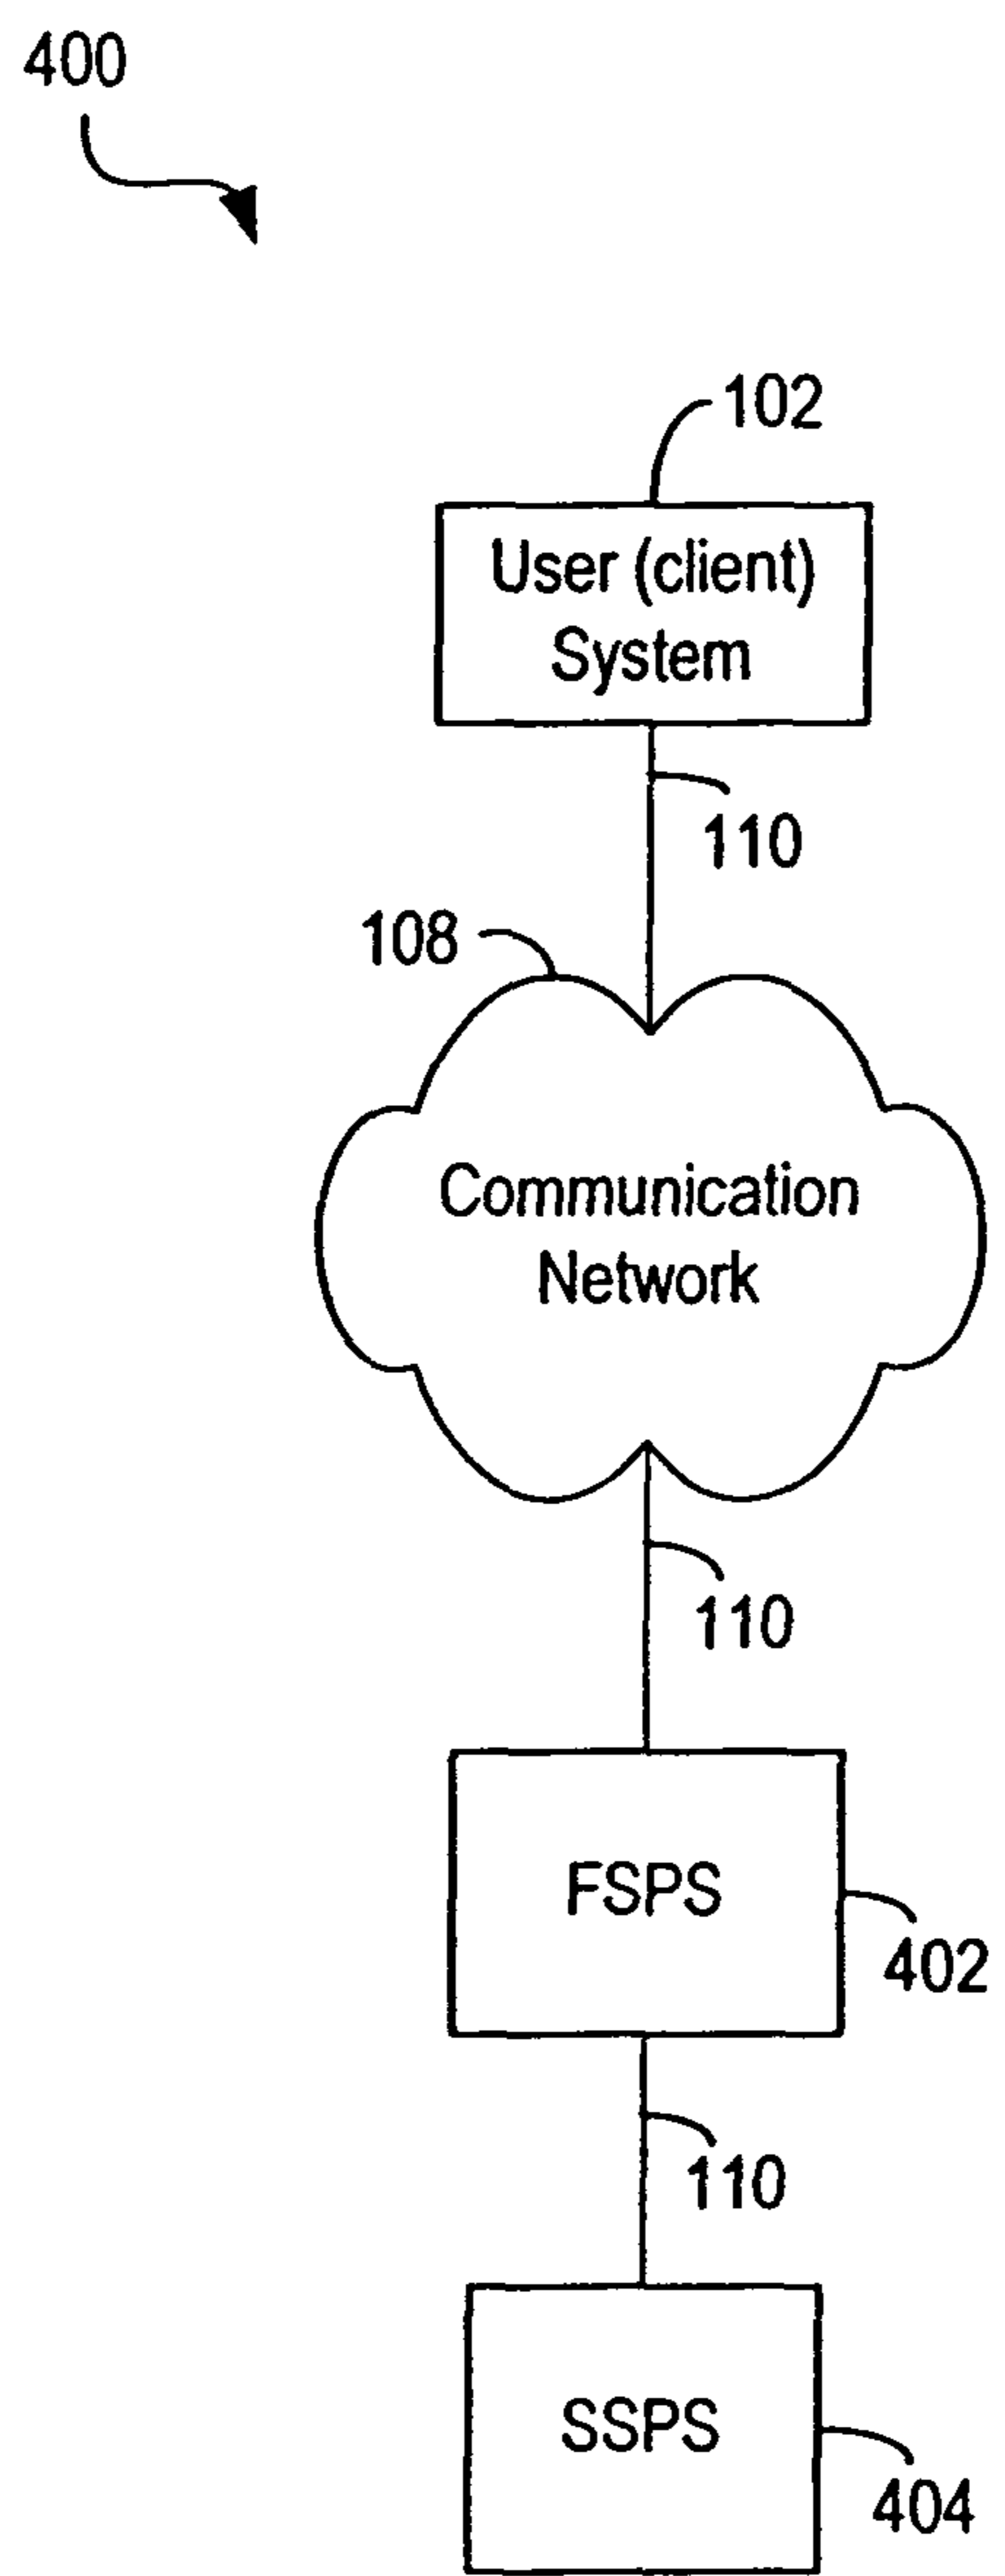 400
102
User (client)
System
110
108
Communication
Network
110
FSPS
402
110
SSPS
404